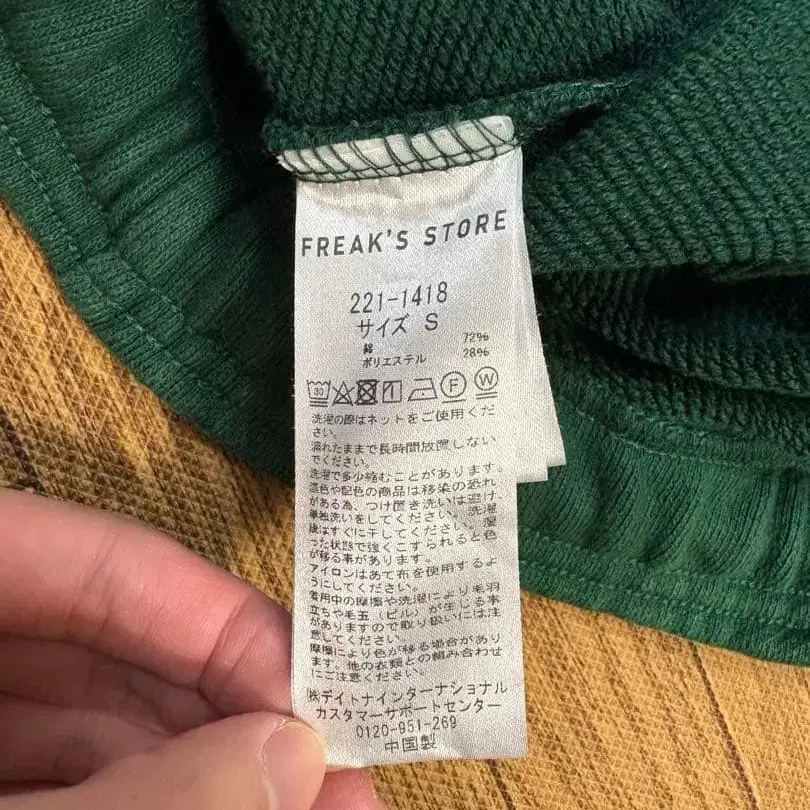 FREAK'S STORE
221-1418
サイズ S
綿 72%
ポリエステル 28%
30 F W
洗濯の際はネットをご使用くだ
さい。
濡れたままで長時間放置しない
でください。
洗濯で多少縮むことがあります。
濃色や配色の商品は移染の恐れ
がある為、つけ置き洗いは避け、
単独洗いをしてください。洗濯
後はすぐに干してください。湿
った状態で強くこすられると色
が移る事があります。
アイロンはあて布を使用するよ
うにしてください。
着用中の摩擦や洗濯により毛羽
立ちや毛玉（ピル）が生じる事
がありますので取り扱いには注
意してください。
摩擦により色が移る場合があり
ます。他の衣類との組み合わせ
にはご注意ください。
㈱デイトナインターナショナル
カスタマーサポートセンター
0120-951-269
中国製